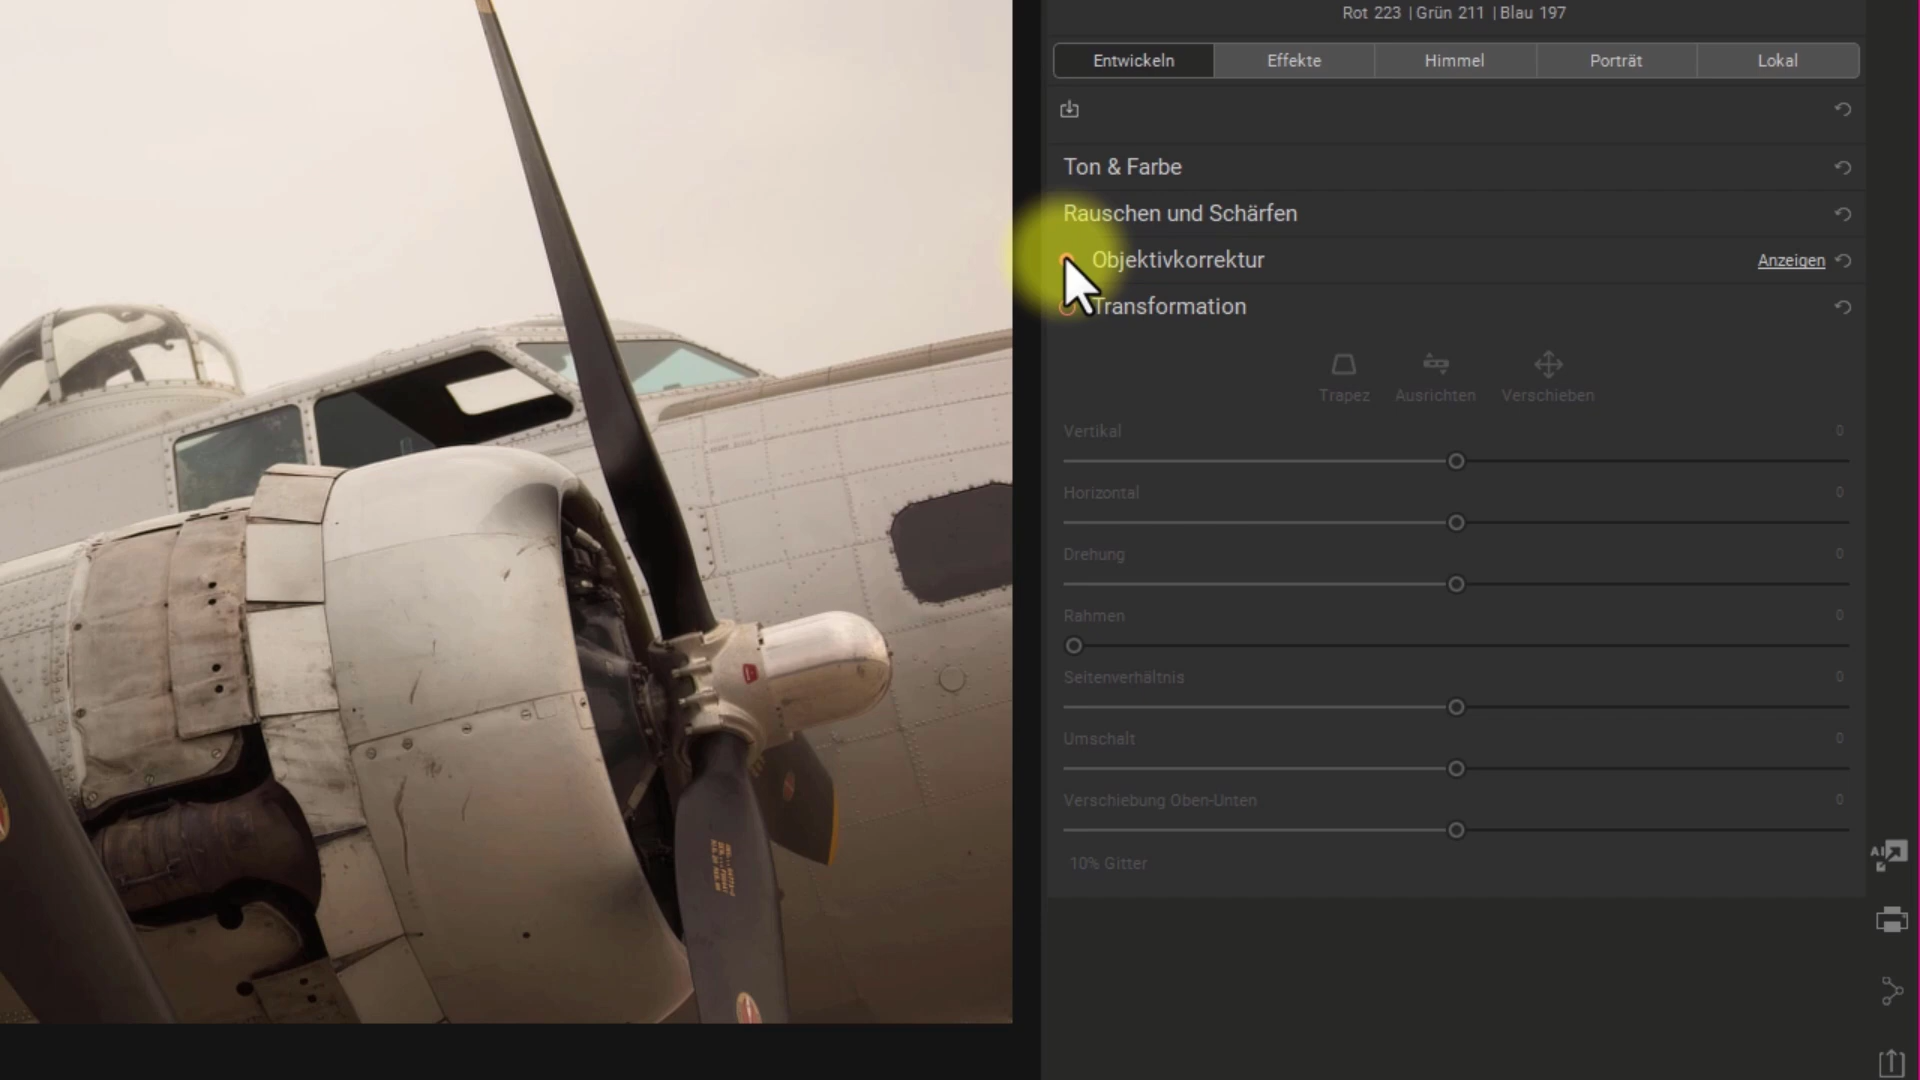 Rot 223 | Grün 211 | Blau 197
Entwickeln
Effekte
Himmel
Porträt
Lokal
Ton & Farbe
Rauschen und Schärfen
Objektivkorrektur
Anzeigen
Transformation
Trapez
Ausrichten
Verschieben
Vertikal
0
Horizontal
0
Drehung
0
Rahmen
0
Seitenverhältnis
0
Umschalt
0
Verschiebung Oben-Unten
0
10% Gitter
AI